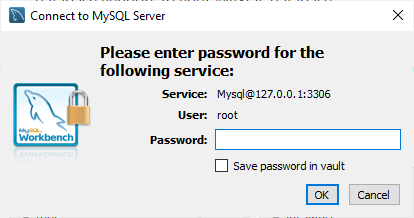 Connect to MySQL Server
Please enter password for the
following service:
Service: Mysql@127.0.0.1:3306
User: root
Password:
Save password in vault
MySQL
Workbench
OK Cancel